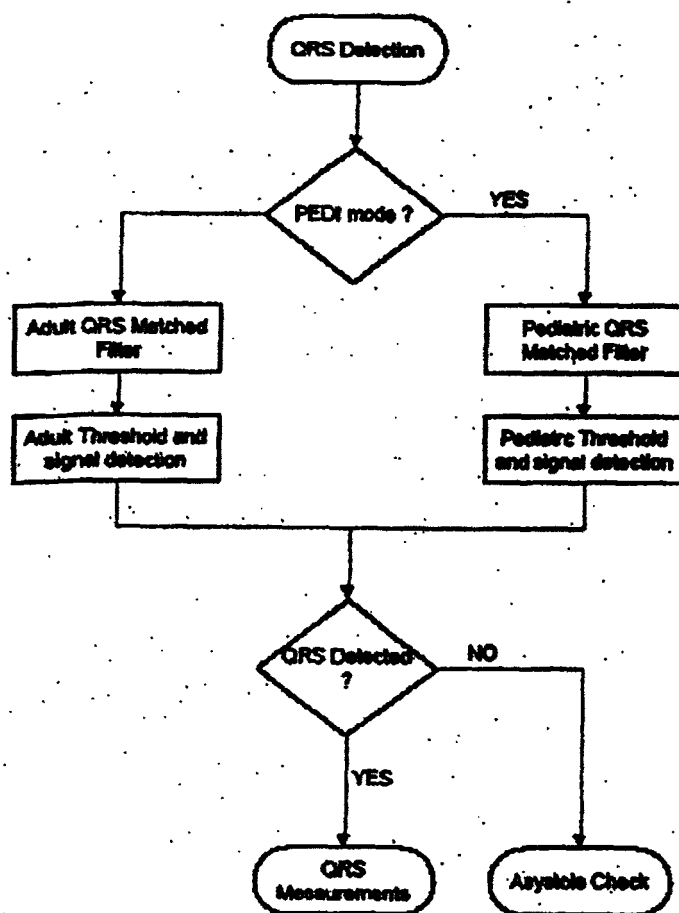 QRS Detection
PEDI mode ?
YES
Adult QRS Matched
Filter
Pediatric QRS
Matched Filter
Adult Threshold and
signal detection
Pediatrc Threshold
and signal detection
QRS Detected
?
NO
YES
QRS
Measurements
Asystole Check